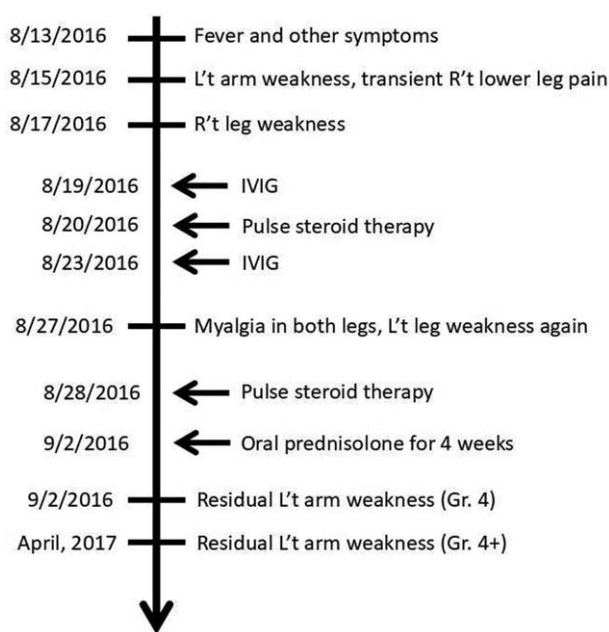 8/13/2016 Fever and other symptoms
8/15/2016 L’t arm weakness, transient R’t lower leg pain
8/17/2016 R’t leg weakness
8/19/2016 IVIG
8/20/2016 Pulse steroid therapy
8/23/2016 IVIG
8/27/2016 Myalgia in both legs, L’t leg weakness again
8/28/2016 Pulse steroid therapy
9/2/2016 Oral prednisolone for 4 weeks
9/2/2016 Residual L’t arm weakness (Gr. 4)
April, 2017 Residual L’t arm weakness (Gr. 4+)